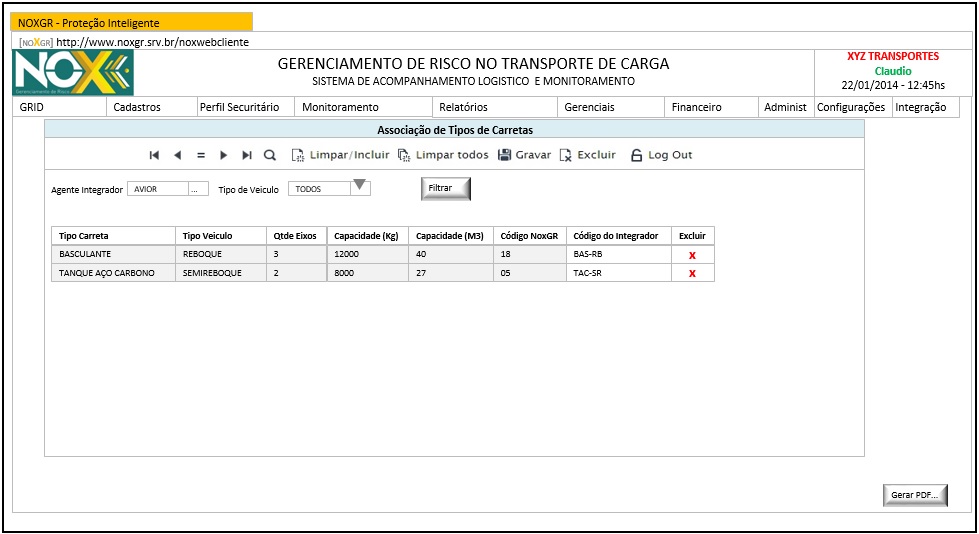 NOXGR - Proteção Inteligente
[NOXGR] http://www.noxgr.srv.br/noxwebcliente
NOX
Gerenciamento de Risco
GERENCIAMENTO DE RISCO NO TRANSPORTE DE CARGA
SISTEMA DE ACOMPANHAMENTO LOGISTICO E MONITORAMENTO
XYZ TRANSPORTES
Claudio
22/01/2014 - 12:45hs
GRID Cadastros Perfil Securitário Monitoramento Relatórios Gerenciais Financeiro Administ Configurações Integração
Associação de Tipos de Carretas
= Limpar/Incluir Limpar todos Gravar Excluir Log Out
Agente Integrador AVIOR ... Tipo de Veiculo TODOS Filtrar
Tipo Carreta Tipo Veiculo Qtde Eixos Capacidade (Kg) Capacidade (M3) Código NoxGR Código do Integrador Excluir
BASCULANTE REBOQUE 3 12000 40 18 BAS-RB X
TANQUE AÇO CARBONO SEMIREBOQUE 2 8000 27 05 TAC-SR X
Gerar PDF...